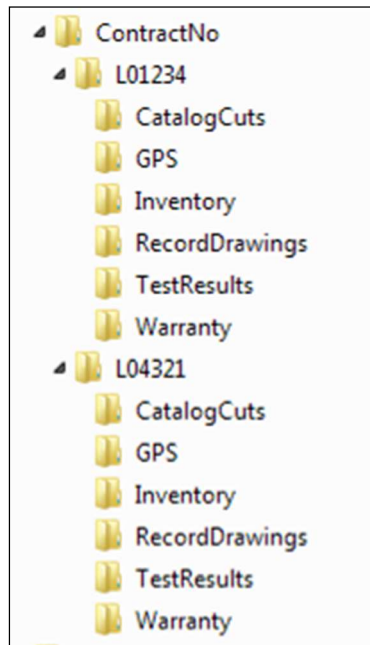 ContractNo
L01234
CatalogCuts
GPS
Inventory
RecordDrawings
TestResults
Warranty
L04321
CatalogCuts
GPS
Inventory
RecordDrawings
TestResults
Warranty